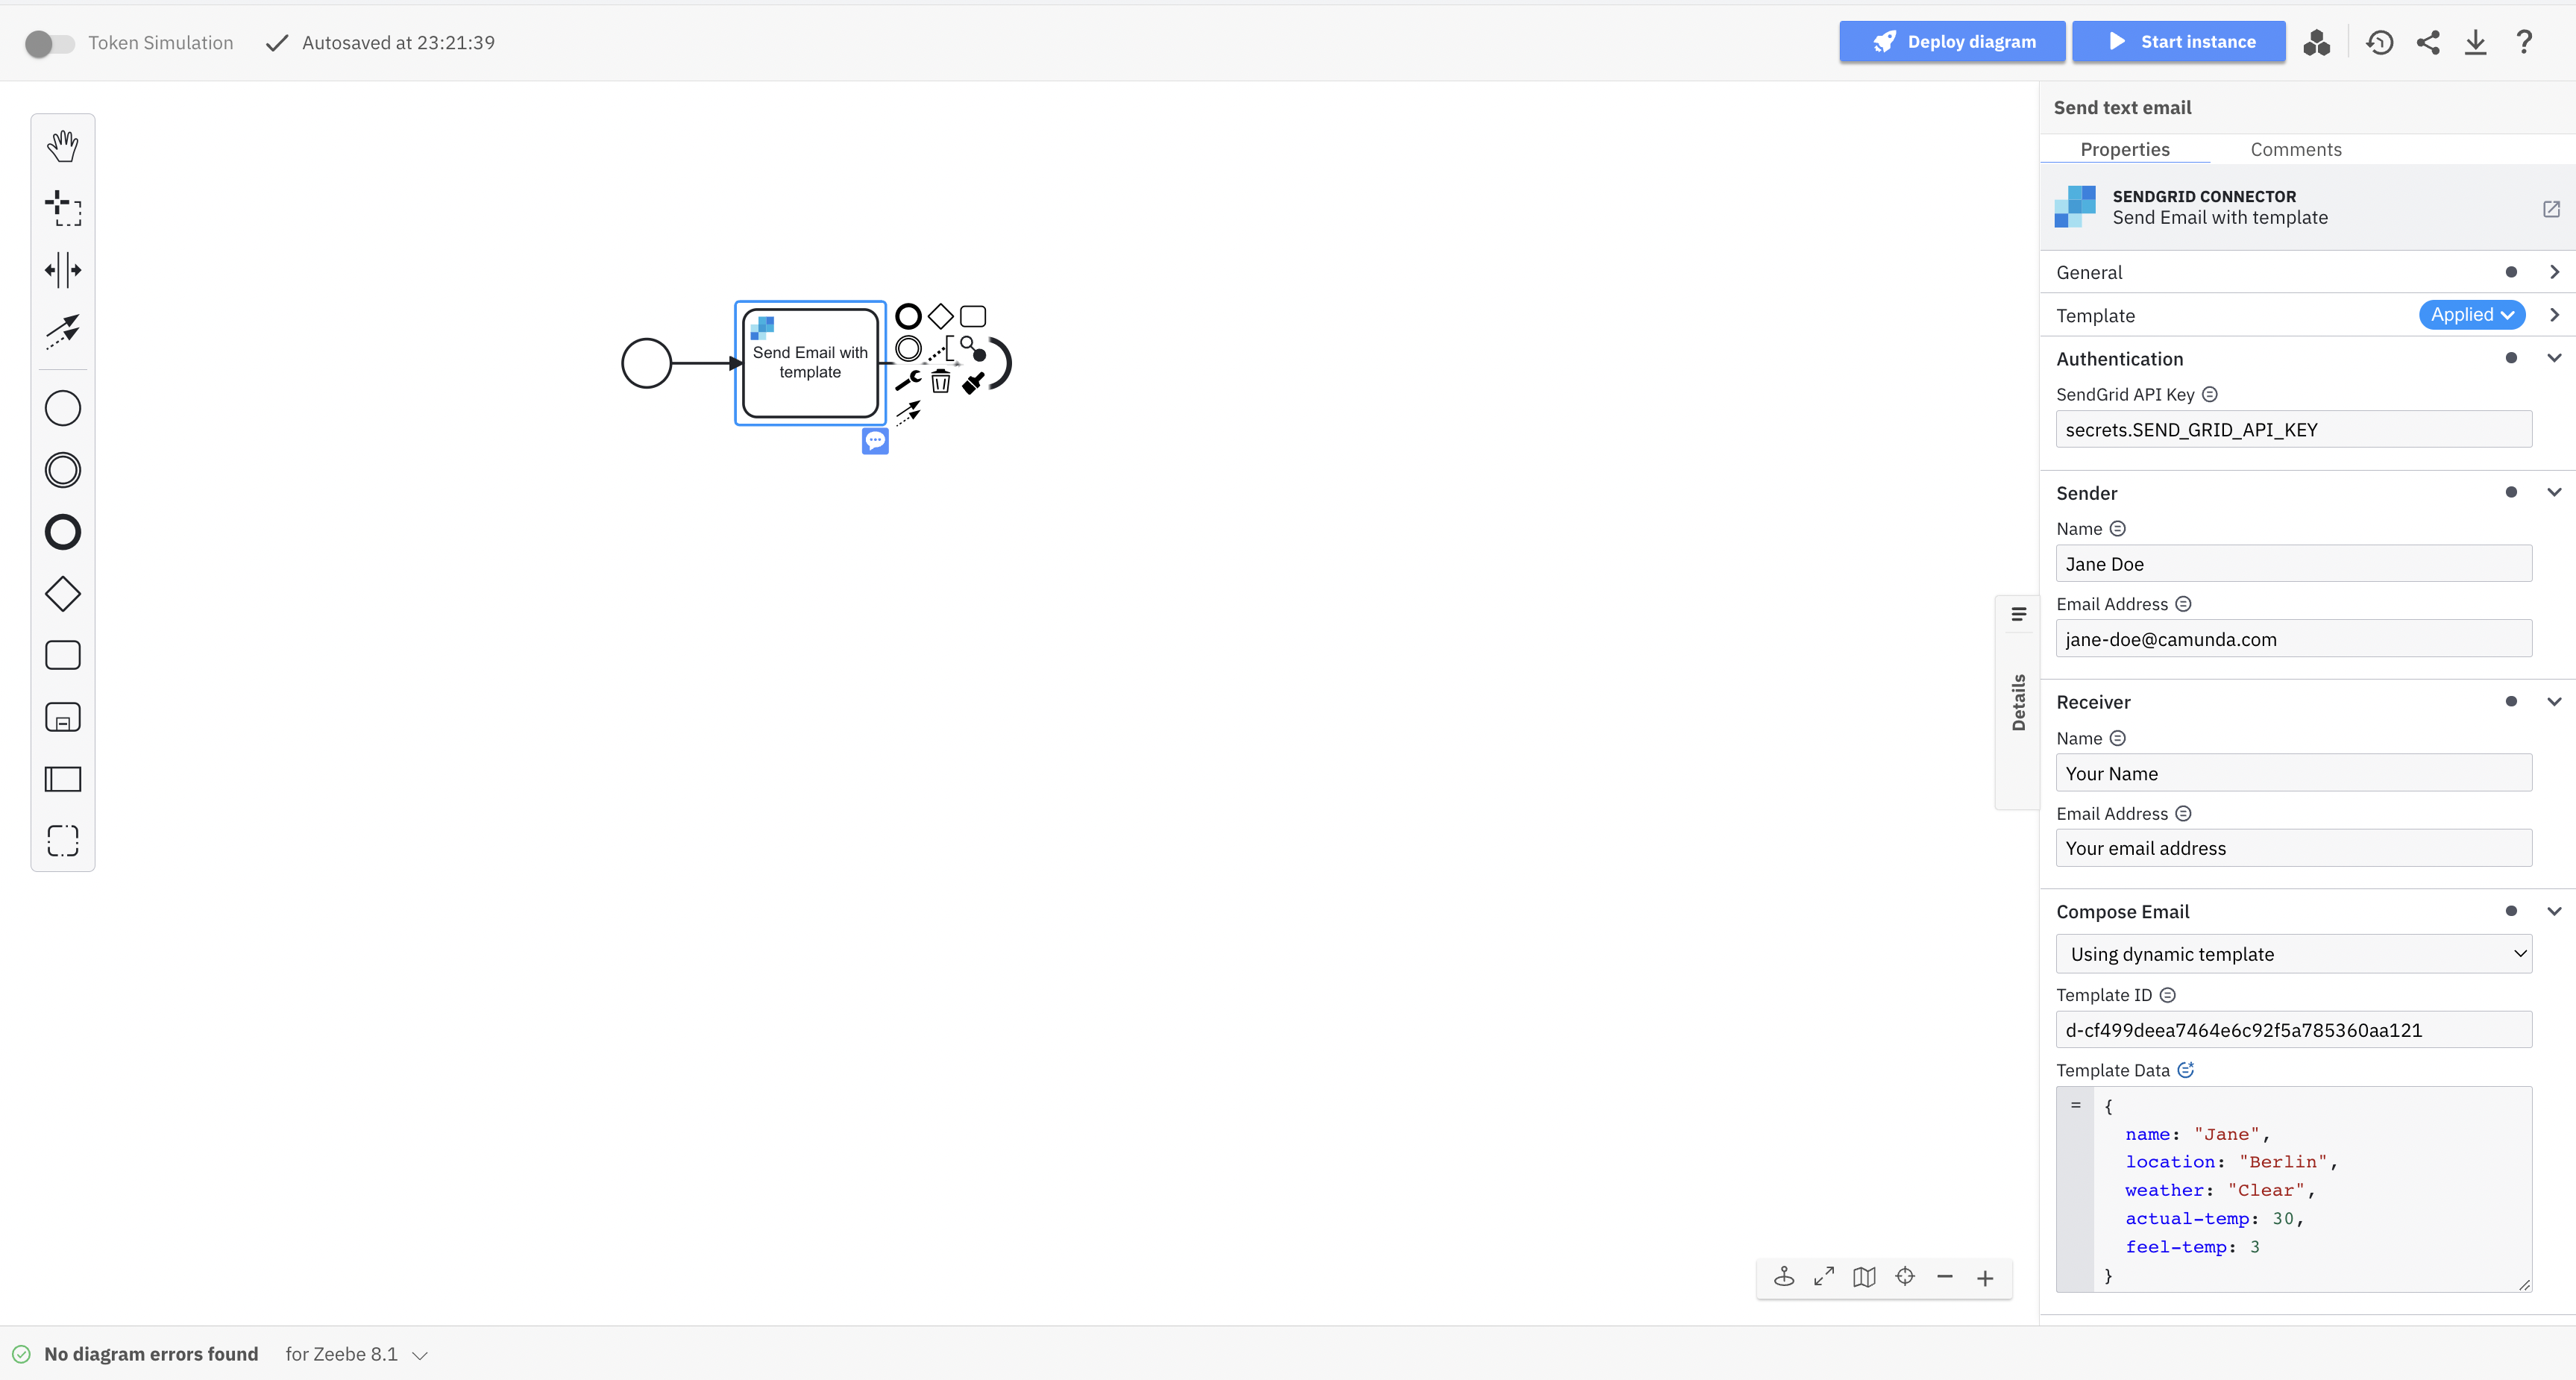 Token Simulation
Autosaved at 23:21:39
Deploy diagram
Start instance
?
Send Email with
template
Details
Send text email
Properties
Comments
SENDGRID CONNECTOR
Send Email with template
General
Template
Applied
Authentication
SendGrid API Key
secrets.SEND_GRID_API_KEY
Sender
Name
Jane Doe
Email Address
jane-doe@camunda.com
Receiver
Name
Your Name
Email Address
Your email address
Compose Email
Using dynamic template
Template ID
d-cf499deea7464e6c92f5a785360aa121
Template Data
= {
name: "Jane",
location: "Berlin",
weather: "Clear",
actual-temp: 30,
feel-temp: 3
}
No diagram errors found
for Zeebe 8.1